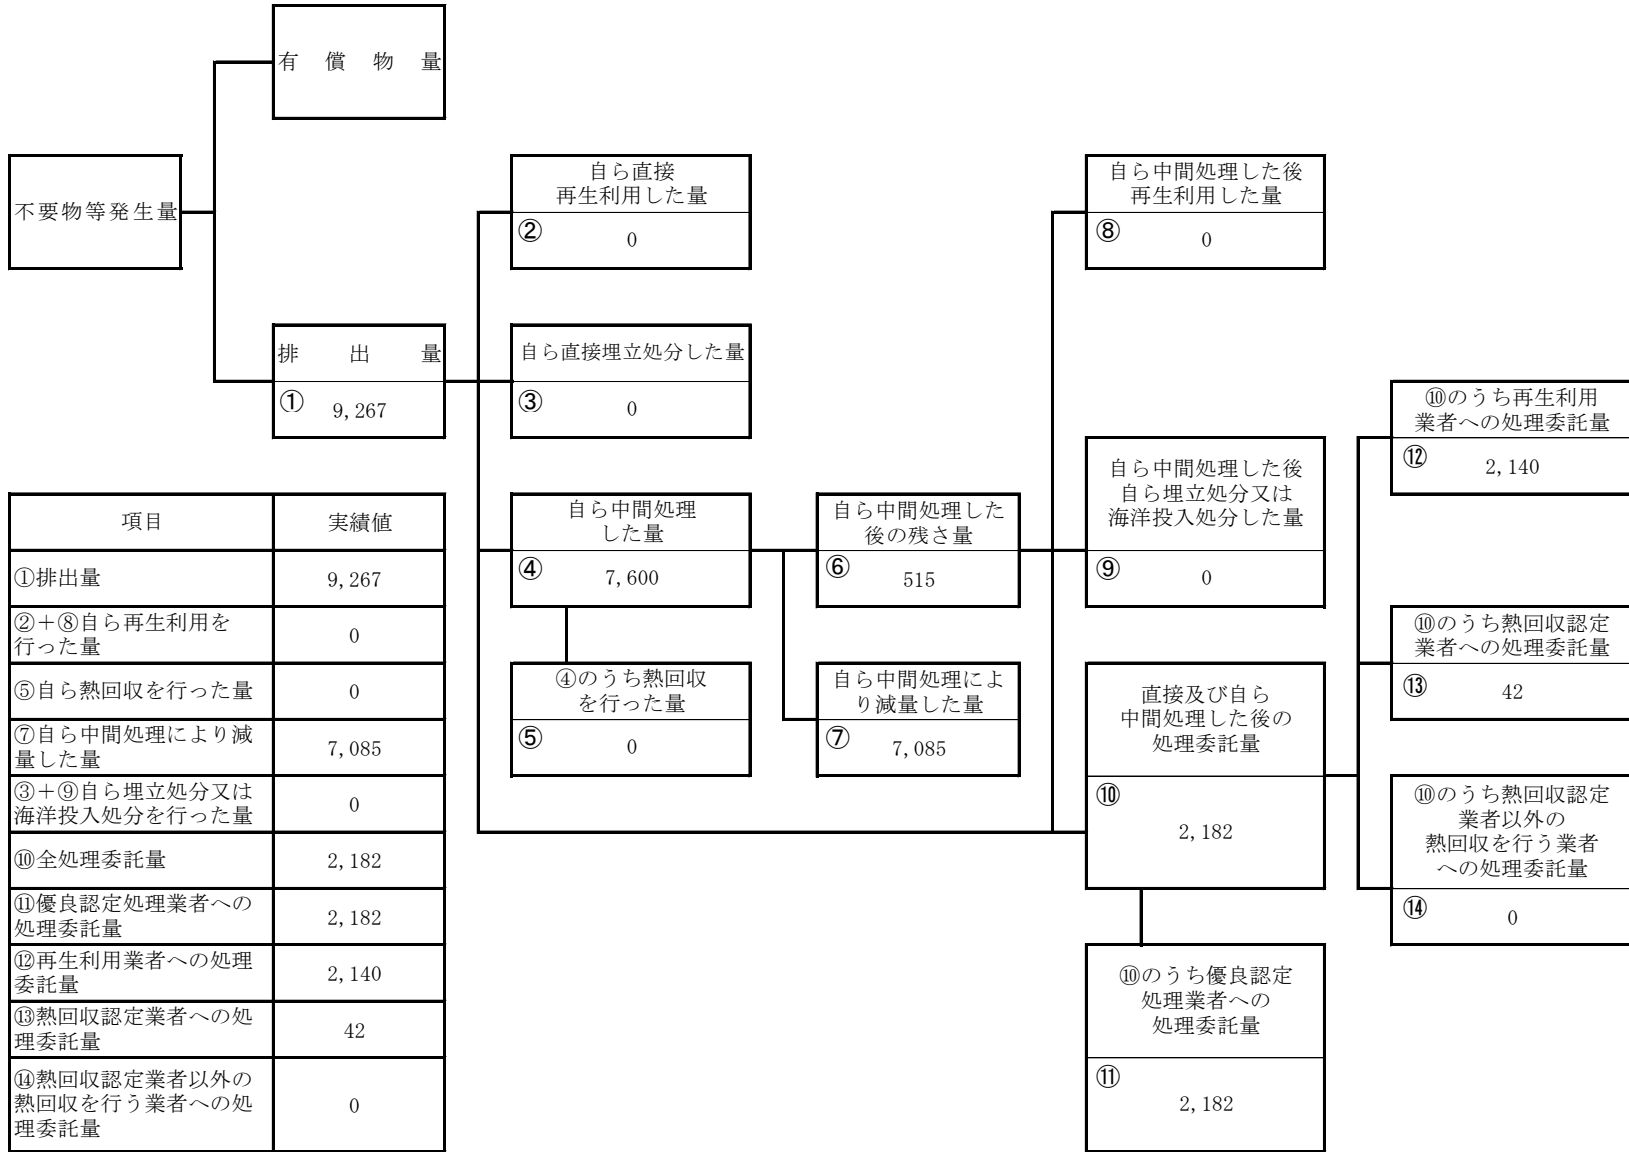 有償物量
不要物等発生量
排出量
① 9,267
自ら直接
再生利用した量
② 0
自ら直接埋立処分した量
③ 0
自ら中間処理
した量
④ 7,600
④のうち熱回収
を行った量
⑤ 0
自ら中間処理した
後の残さ量
⑥ 515
自ら中間処理によ
り減量した量
⑦ 7,085
自ら中間処理した後
再生利用した量
⑧ 0
自ら中間処理した後
自ら埋立処分又は
海洋投入処分した量
⑨ 0
直接及び自ら
中間処理した後の
処理委託量
⑩
2,182
⑩のうち優良認定
処理業者への
処理委託量
⑪
2,182
⑩のうち再生利用
業者への処理委託量
⑫ 2,140
⑩のうち熱回収認定
業者への処理委託量
⑬ 42
⑩のうち熱回収認定
業者以外の
熱回収を行う業者
への処理委託量
⑭ 0
項目 実績値
①排出量 9,267
②+⑧自ら再生利用を
行った量 0
⑤自ら熱回収を行った量 0
⑦自ら中間処理により減
量した量 7,085
③+⑨自ら埋立処分又は
海洋投入処分を行った量 0
⑩全処理委託量 2,182
⑪優良認定処理業者への
処理委託量 2,182
⑫再生利用業者への処理
委託量 2,140
⑬熱回収認定業者への処
理委託量 42
⑭熱回収認定業者以外の
熱回収を行う業者への処
理委託量 0